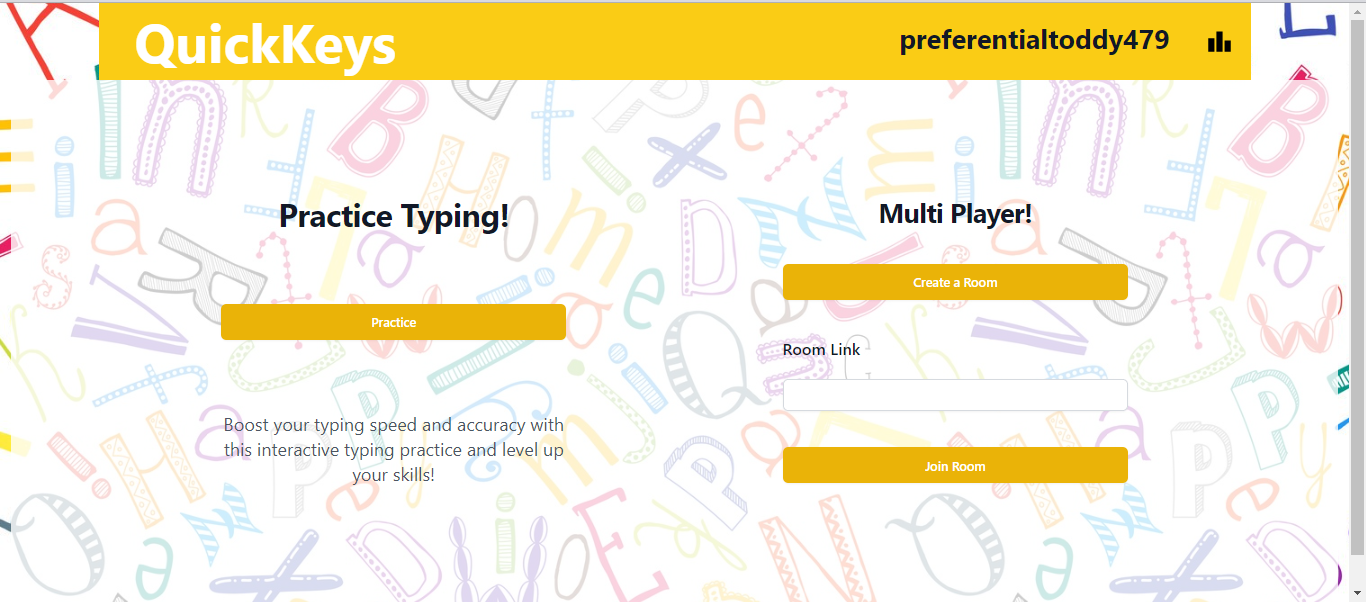 QuickKeys
preferentialtoddy479
Practice Typing!
Practice
Boost your typing speed and accuracy with
this interactive typing practice and level up
your skills!
Multi Player!
Create a Room
Room Link
Join Room